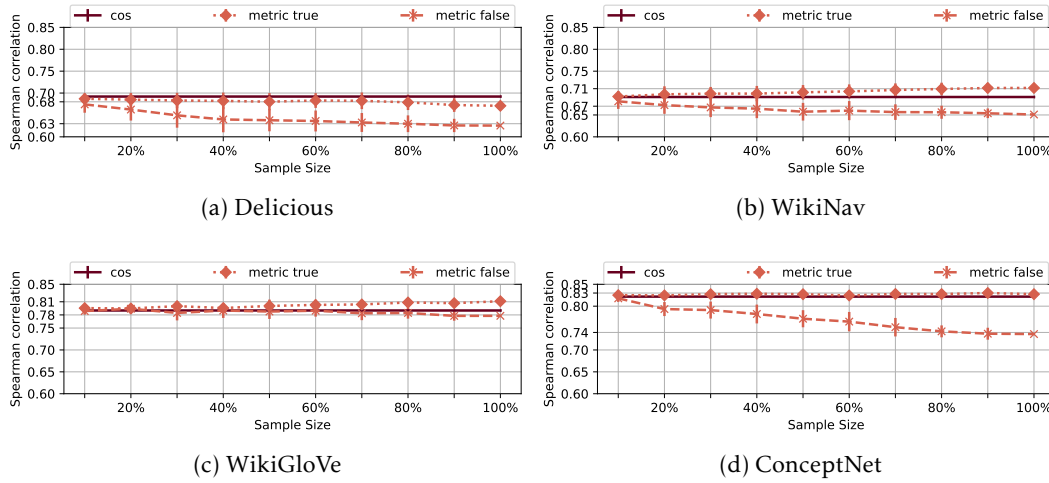 cos metric true metric false
0.85
0.80
0.75
0.70
0.68
0.63
0.60
Spearman correlation
20% 40% 60% 80% 100%
Sample Size
(a) Delicious
cos metric true metric false
0.85
0.80
0.75
0.71
0.67
0.65
0.60
Spearman correlation
20% 40% 60% 80% 100%
Sample Size
(b) WikiNav
cos metric true metric false
0.85
0.81
0.78
0.75
0.70
0.65
0.60
Spearman correlation
20% 40% 60% 80% 100%
Sample Size
(c) WikiGloVe
cos metric true metric false
0.85
0.83
0.80
0.74
0.70
0.65
0.60
Spearman correlation
20% 40% 60% 80% 100%
Sample Size
(d) ConceptNet